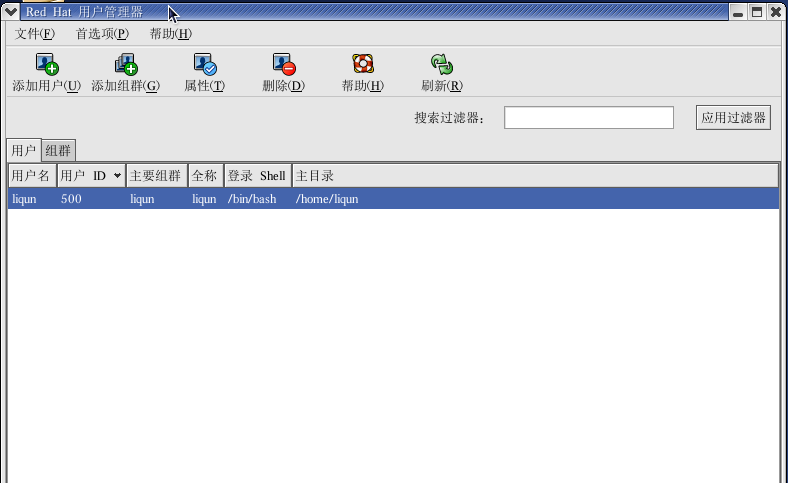 Red Hat 用户管理器
文件(F) 首选项(P) 帮助(H)
添加用户(U) 添加组群(G) 属性(T) 删除(D) 帮助(H) 刷新(R)
搜索过滤器： 应用过滤器
用户 组群
用户名 用户 ID 主要组群 全称 登录 Shell 主目录
liqun 500 liqun liqun /bin/bash /home/liqun